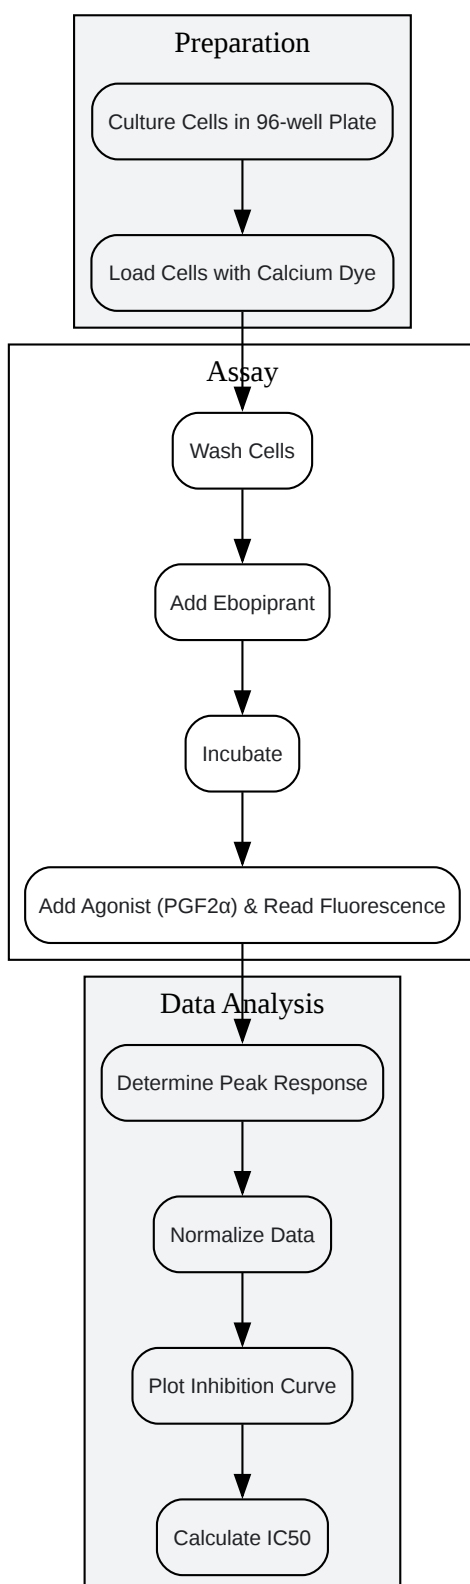 Preparation
Culture Cells in 96-well Plate
Load Cells with Calcium Dye
Assay
Wash Cells
Add Ebopiprant
Incubate
Add Agonist (PGF2α) & Read Fluorescence
Data Analysis
Determine Peak Response
Normalize Data
Plot Inhibition Curve
Calculate IC50